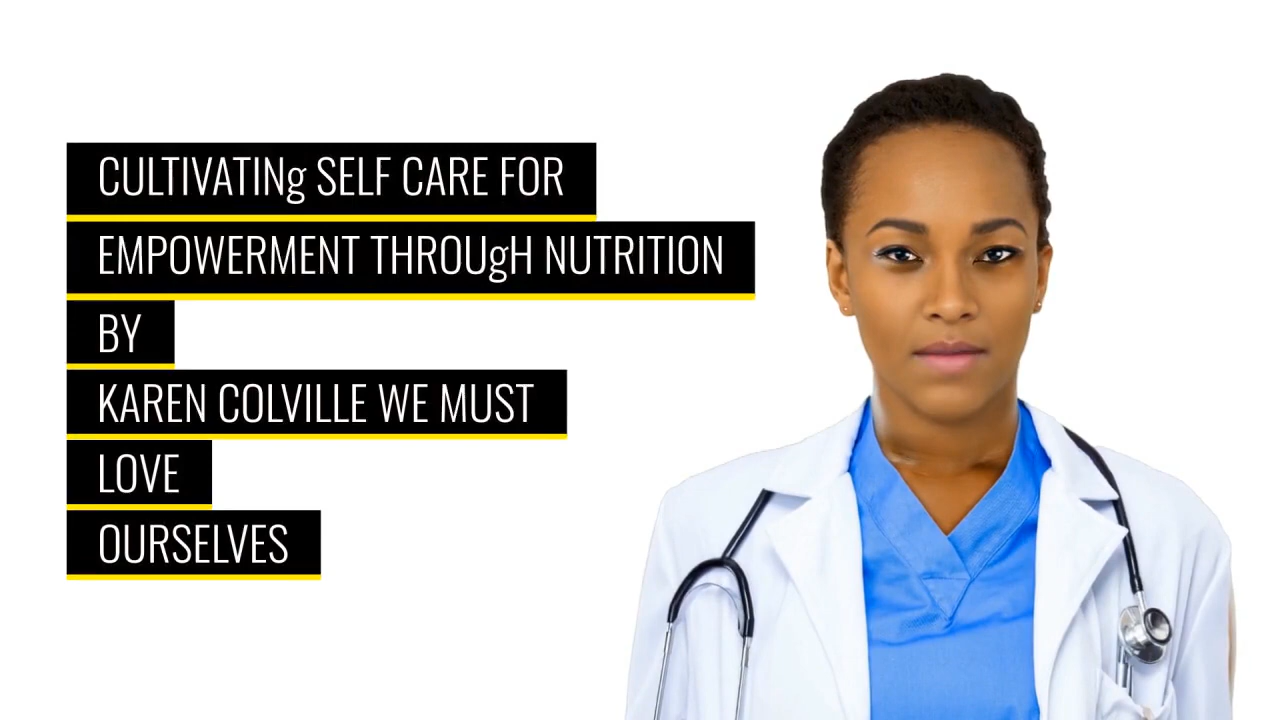 CULTIVATINg SELF CARE FOR
EMPOWERMENT THROUgH NUTRITION
BY
KAREN COLVILLE WE MUST
LOVE
OURSELVES